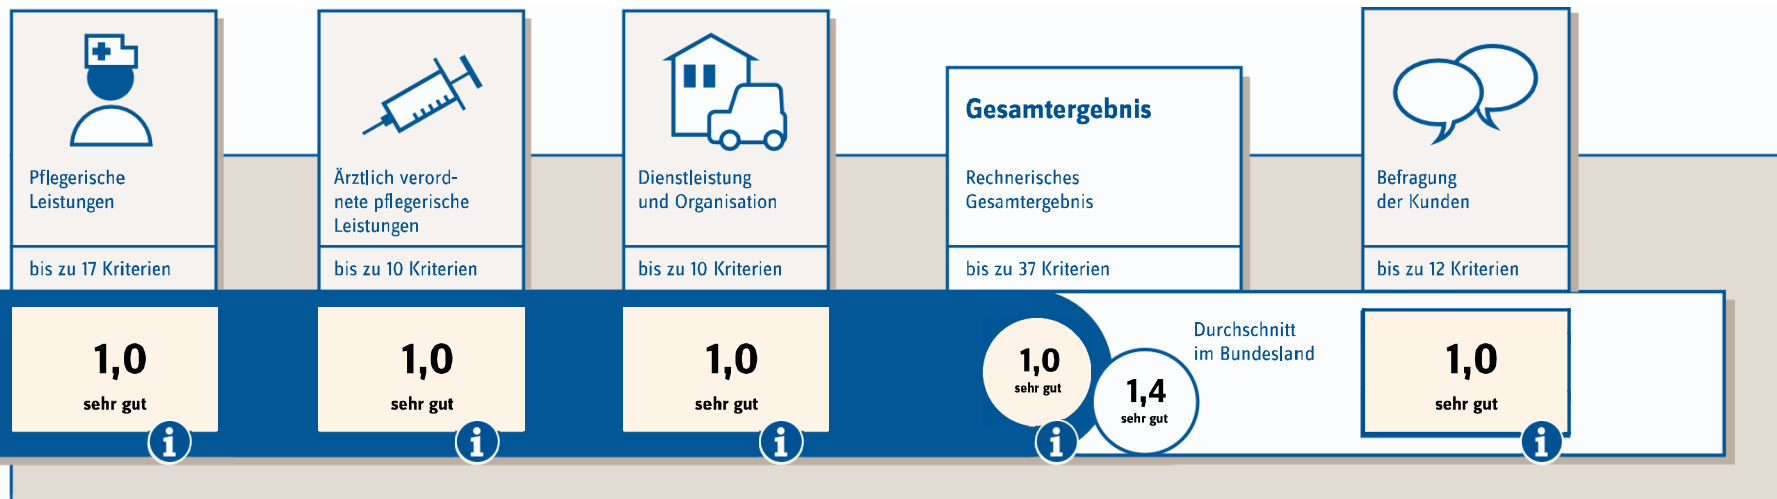 Pflegerische
Leistungen
bis zu 17 Kriterien
1,0
sehr gut
i
Ärztlich verord-
nete pflegerische
Leistungen
bis zu 10 Kriterien
1,0
sehr gut
i
Dienstleistung
und Organisation
bis zu 10 Kriterien
1,0
sehr gut
i
Gesamtergebnis
Rechnerisches
Gesamtergebnis
bis zu 37 Kriterien
1,0
sehr gut
i
1,4
sehr gut
Durchschnitt
im Bundesland
Befragung
der Kunden
bis zu 12 Kriterien
1,0
sehr gut
i